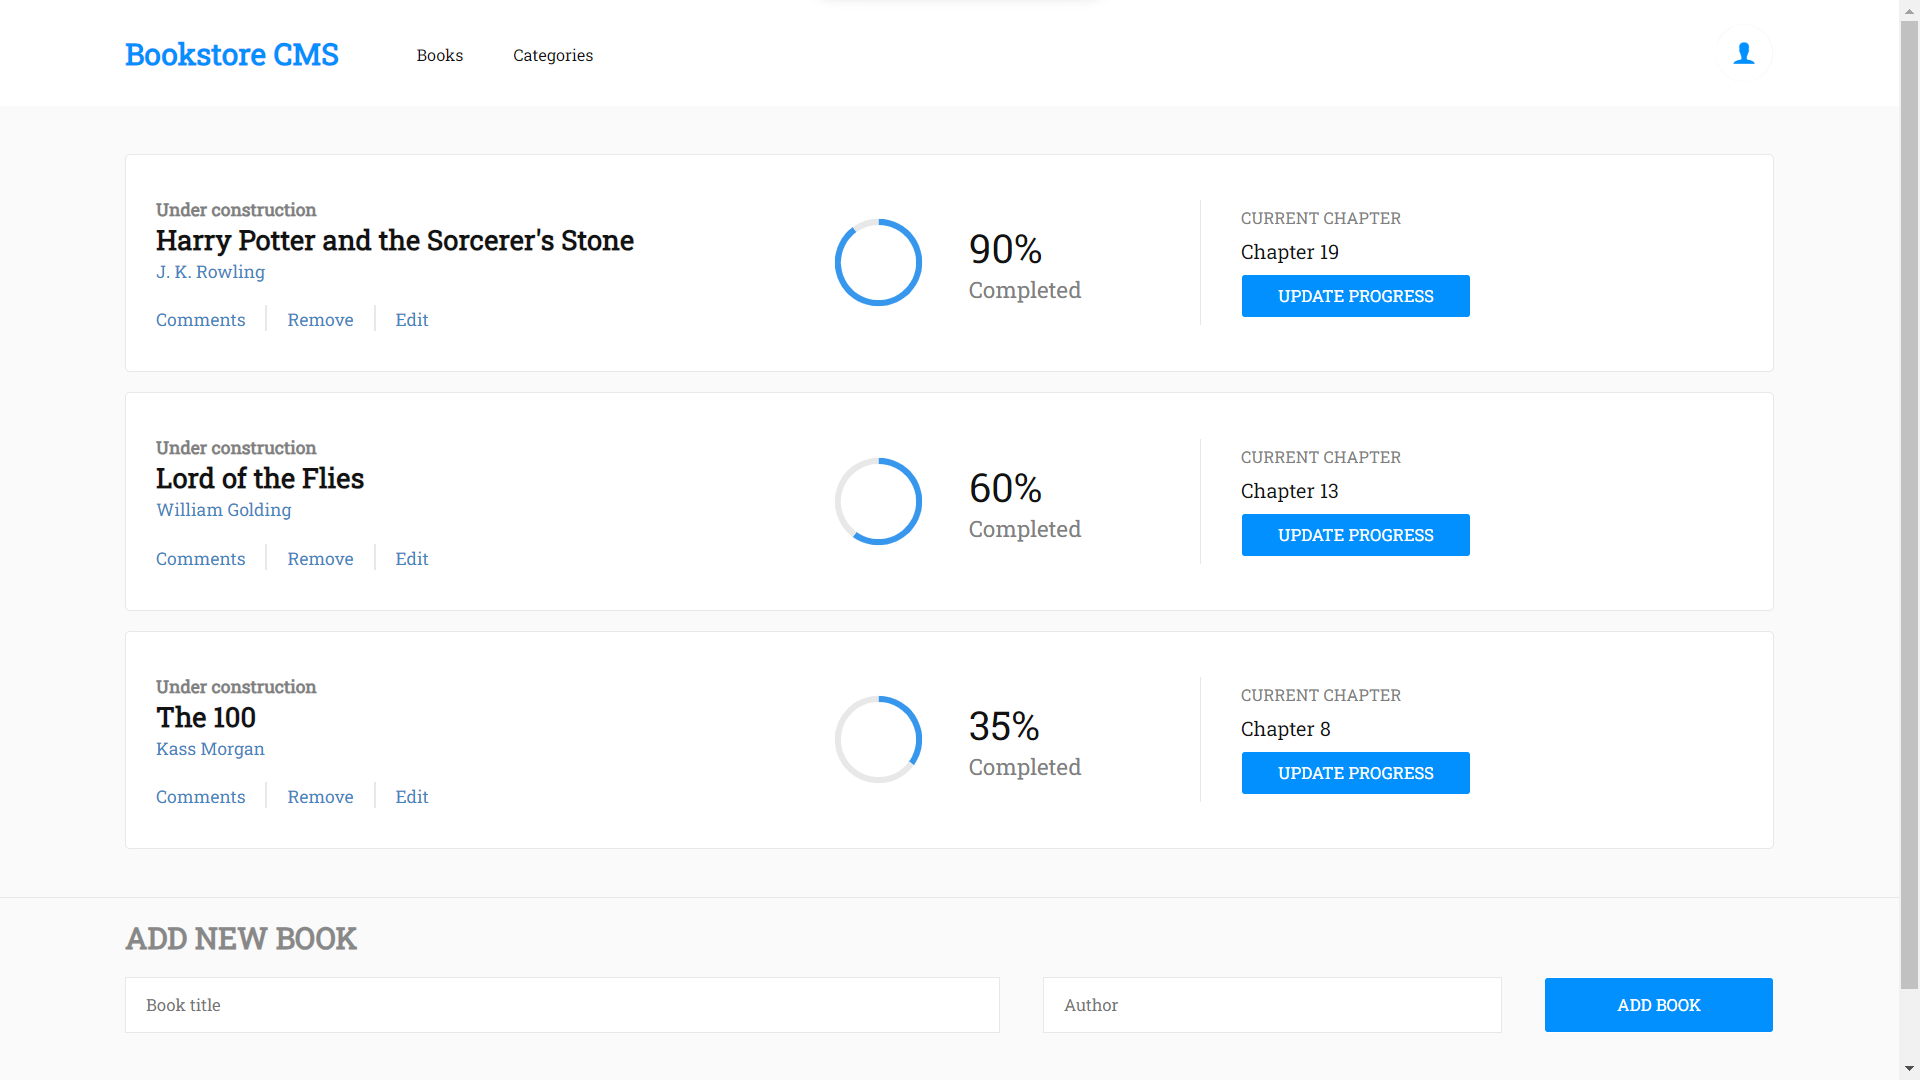 Bookstore CMS Books Categories
Under construction
Harry Potter and the Sorcerer's Stone
J. K. Rowling
Comments Remove Edit
90%
Completed
CURRENT CHAPTER
Chapter 19
UPDATE PROGRESS
Under construction
Lord of the Flies
William Golding
Comments Remove Edit
60%
Completed
CURRENT CHAPTER
Chapter 13
UPDATE PROGRESS
Under construction
The 100
Kass Morgan
Comments Remove Edit
35%
Completed
CURRENT CHAPTER
Chapter 8
UPDATE PROGRESS
ADD NEW BOOK
Book title Author ADD BOOK